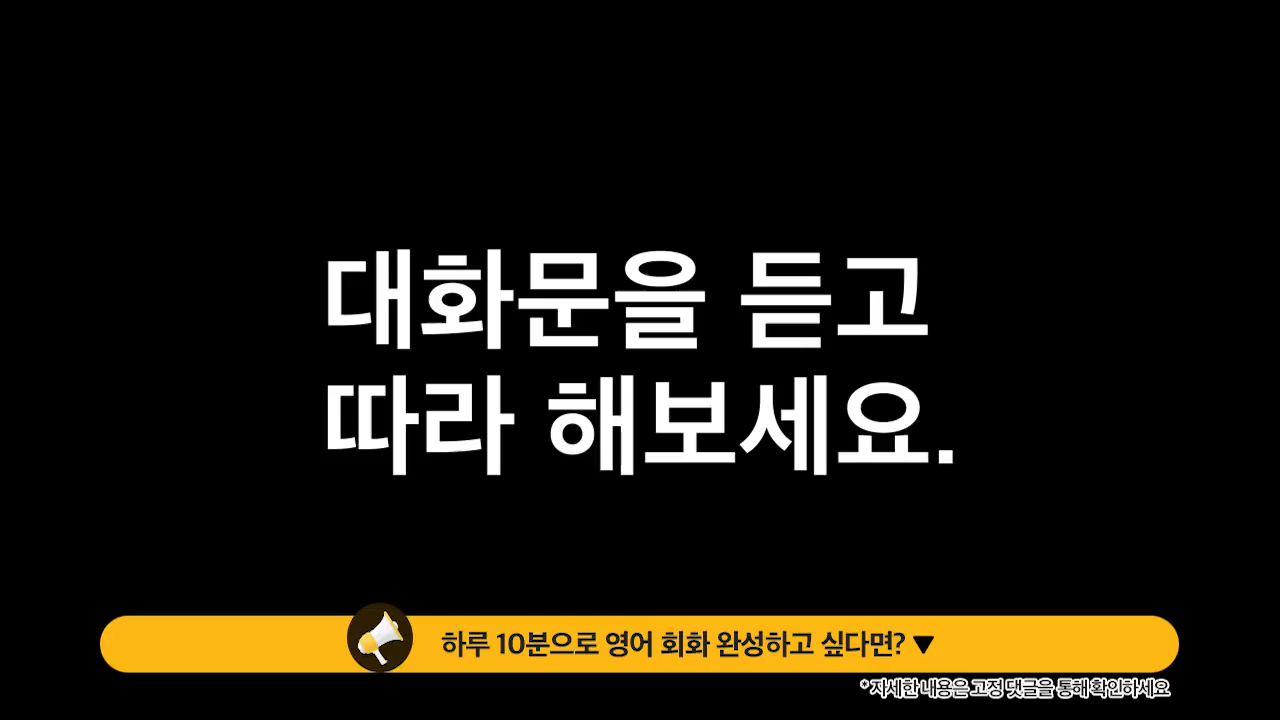 대화문을 듣고
따라 해보세요.
하루 10분으로 영어 회화 완성하고 싶다면? ▼
* 자세한 내용은 고정 댓글을 통해 확인하세요